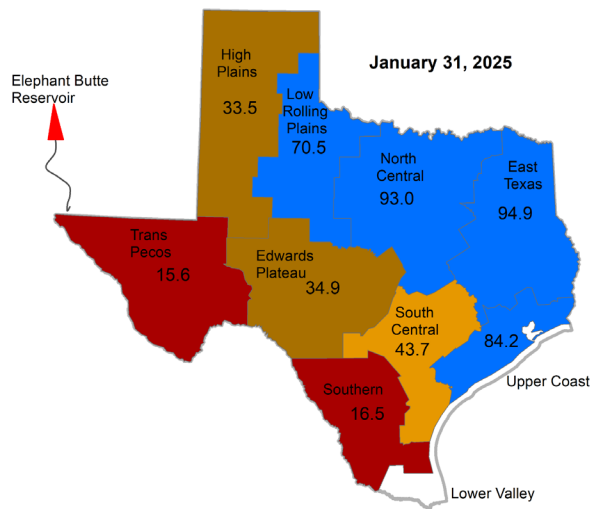 January 31, 2025
High
Plains
33.5
Elephant Butte
Reservoir
Low
Rolling
Plains
70.5
North
Central
93.0
East
Texas
94.9
Trans
Pecos
15.6
Edwards
Plateau
34.9
South
Central
43.7
84.2
Upper Coast
Southern
16.5
Lower Valley